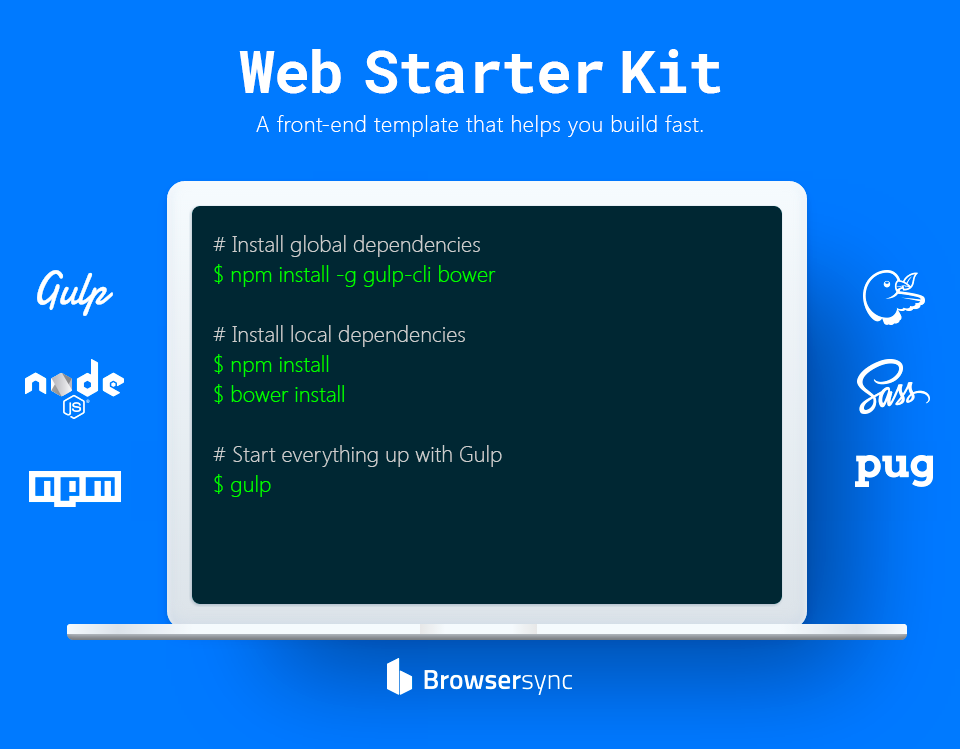 Web Starter Kit
A front-end template that helps you build fast.
# Install global dependencies
$ npm install -g gulp-cli bower
# Install local dependencies
$ npm install
$ bower install
# Start everything up with Gulp
$ gulp
Gulp
node
JS
npm
Sass
pug
Browsersync